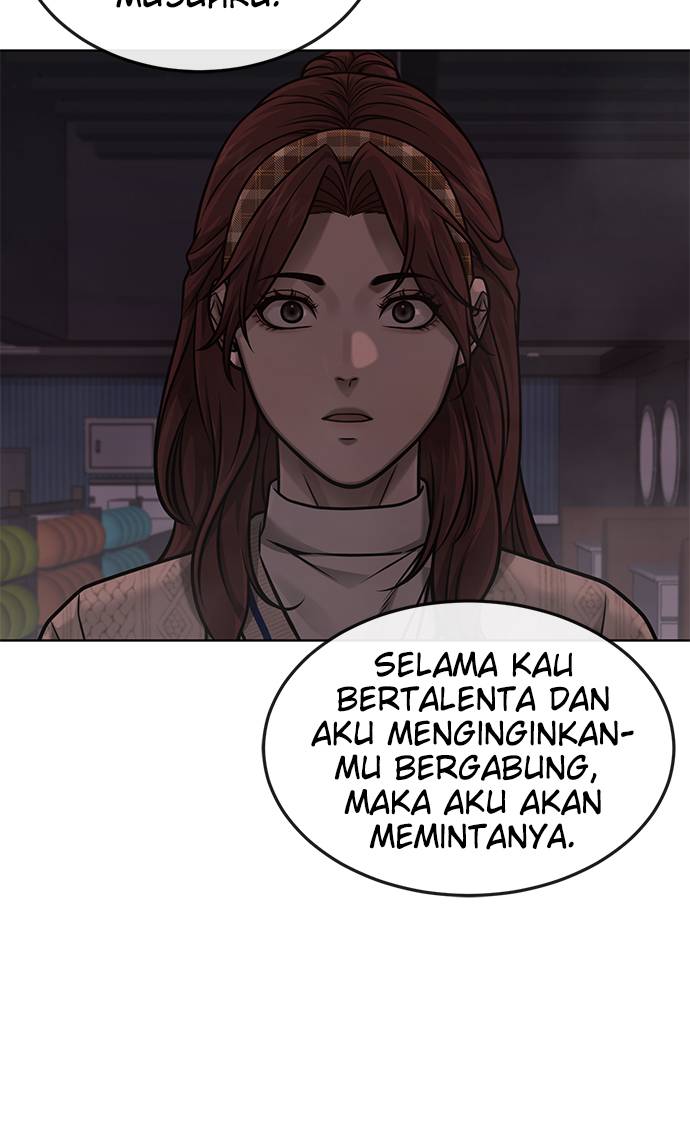 SELAMA KAU
BERTALENTA DAN
AKU MENGINGINKAN-
MU BERGABUNG,
MAKA AKU AKAN
MEMINTANYA.